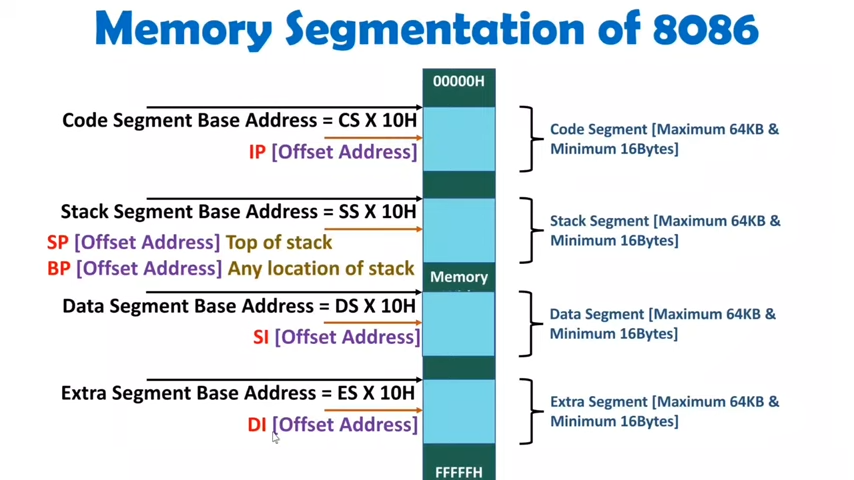 Memory Segmentation of 8086
00000H
Code Segment Base Address = CS X 10H
IP [Offset Address]
Code Segment [Maximum 64KB &
Minimum 16Bytes]
Stack Segment Base Address = SS X 10H
SP [Offset Address] Top of stack
BP [Offset Address] Any location of stack
Stack Segment [Maximum 64KB &
Minimum 16Bytes]
Memory
Data Segment Base Address = DS X 10H
SI [Offset Address]
Data Segment [Maximum 64KB &
Minimum 16Bytes]
Extra Segment Base Address = ES X 10H
DI [Offset Address]
Extra Segment [Maximum 64KB &
Minimum 16Bytes]
FFFFFH